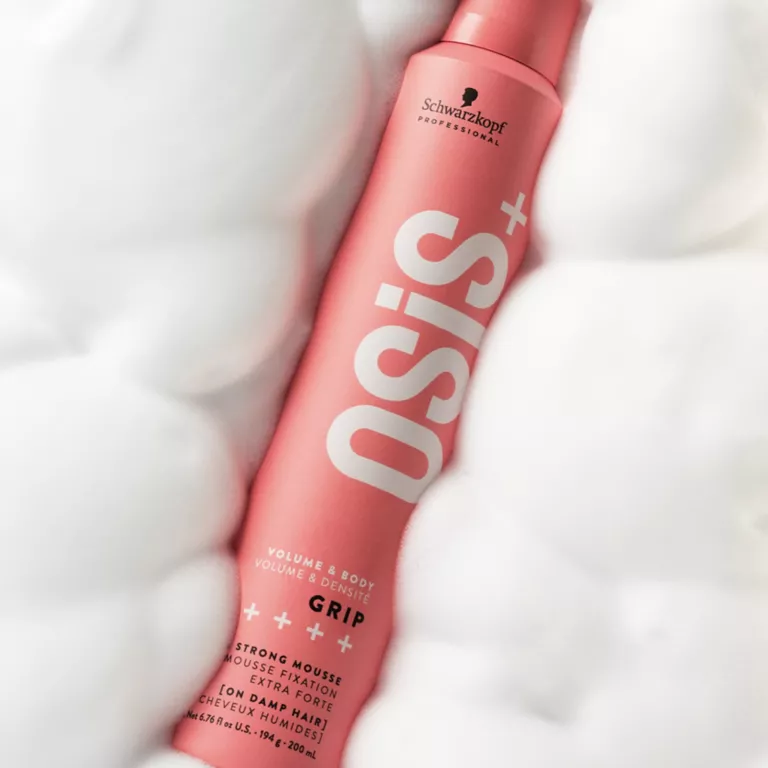 Schwarzkopf
PROFESSIONAL
OSiS+
VOLUME & BODY
VOLUME & DENSITÉ
GRIP
++++
STRONG MOUSSE
MOUSSE FIXATION
EXTRA FORTE
[ON DAMP HAIR]
CHEVEUX HUMIDES]
Net 6.76 fl oz U.S. - 194 g - 200 mL